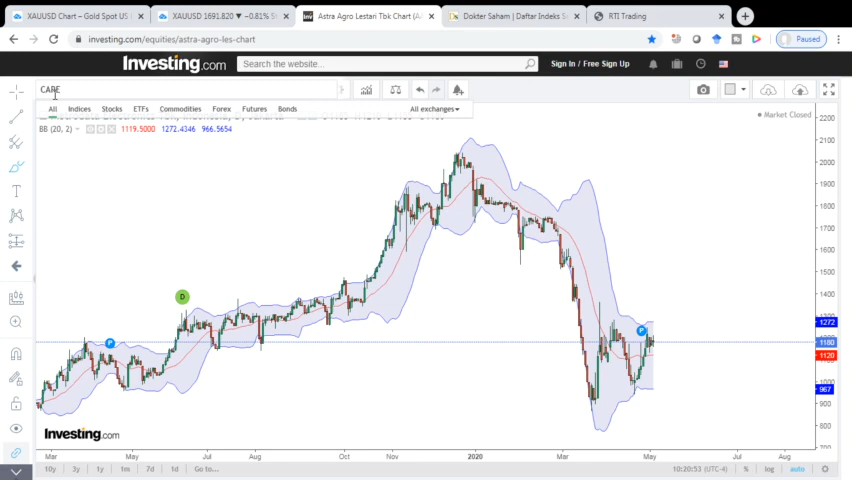 XAUUSD Chart – Gold Spot US
XAUUSD 1691.820 ▼ −0.81%
Astra Agro Lestari Tbk Chart
Dokter Saham | Daftar Indeks
RTI Trading
investing.com/equities/astra-agro-les-chart
Paused
Investing.com
Search the website...
Sign In / Free Sign Up
CARE
All Indices Stocks ETFs Commodities Forex Futures Bonds All exchanges
Market Closed
BB (20, 2) 1119.5000 1272.4346 966.5654
2200
2100
2000
1900
1800
1700
1600
1500
1400
1300
D
P
P
1272
1180
1120
1000
967
900
800
Investing.com
Mar May Jul Aug Oct Nov 2020 Mar May Jul Aug
10y 3y 1y 1m 7d 1d Go to... 10:20:53 (UTC-4) % log auto